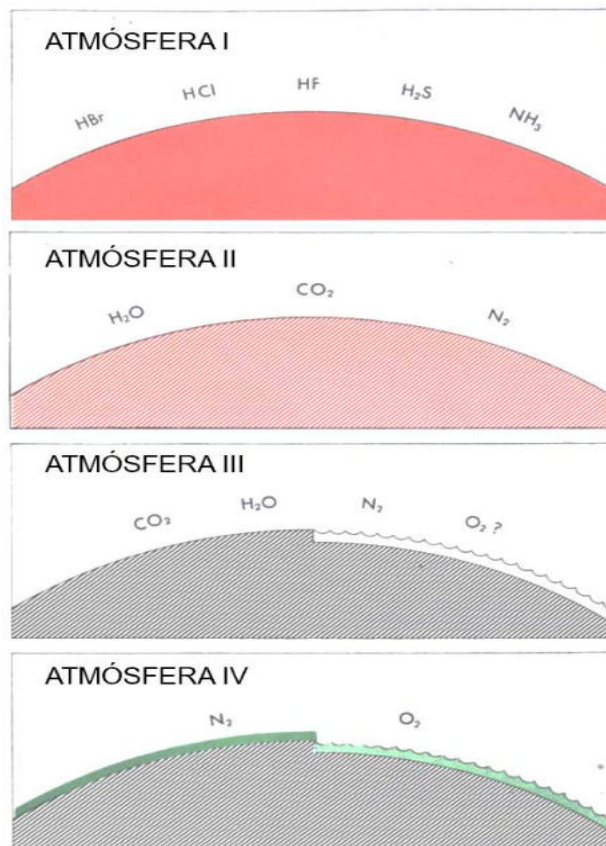 ATMÓSFERA I
HBr HCl HF H₂S NH₃
ATMÓSFERA II
H₂O CO₂ N₂
ATMÓSFERA III
CO₂ H₂O N₂ O₂ ?
ATMÓSFERA IV
N₂ O₂